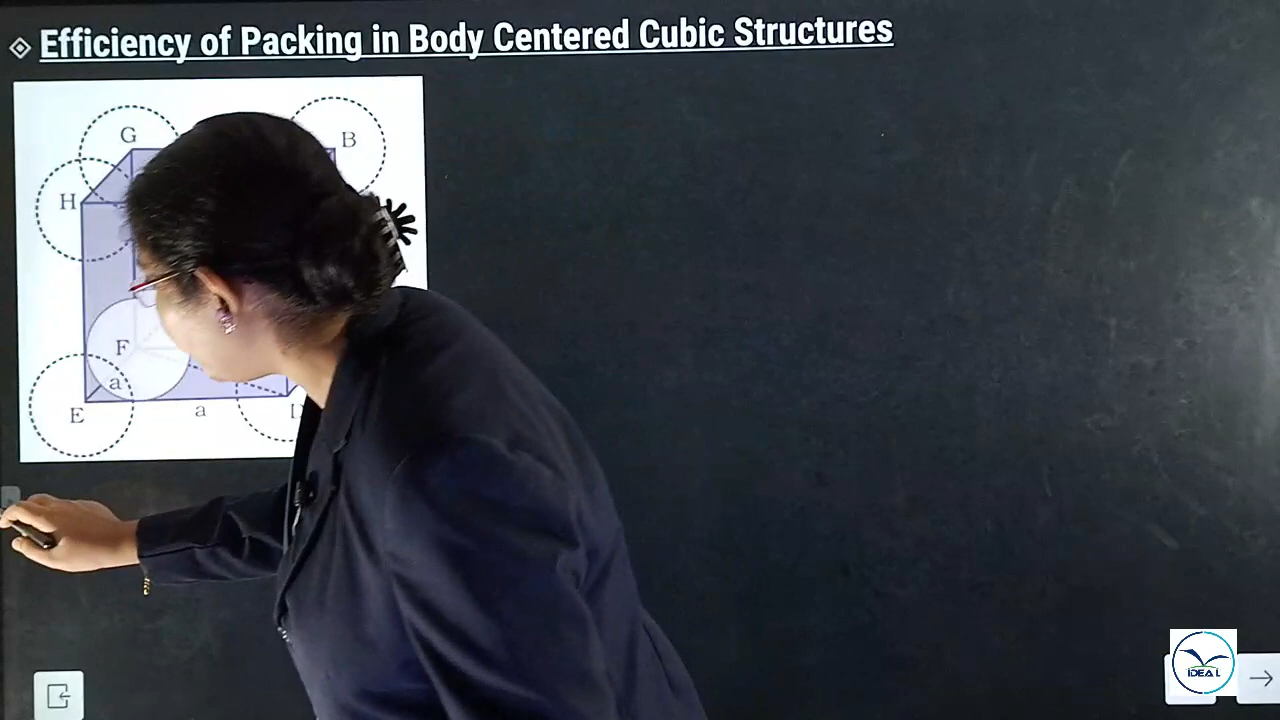 Efficiency of Packing in Body Centered Cubic Structures
G
B
H
F
a
E
a
D
IDEAL